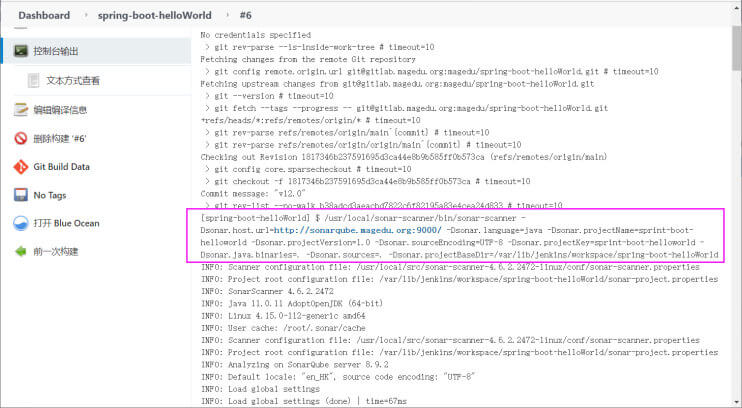 Dashboard > spring-boot-helloWorld > #6
控制台输出
文本方式查看
编辑编译信息
删除构建 '#6'
Git Build Data
No Tags
打开 Blue Ocean
前一次构建
No credentials specified
> git rev-parse --is-inside-work-tree # timeout=10
Fetching changes from the remote Git repository
> git config remote.origin.url git@gitlab.magedu.org:magedu/spring-boot-helloWorld.git # timeout=10
Fetching upstream changes from git@gitlab.magedu.org:magedu/spring-boot-helloWorld.git
> git --version # timeout=10
> git fetch --tags --progress -- git@gitlab.magedu.org:magedu/spring-boot-helloWorld.git
+refs/heads/*:refs/remotes/origin/* # timeout=10
> git rev-parse refs/remotes/origin/main^{commit} # timeout=10
> git rev-parse refs/remotes/origin/origin/main^{commit} # timeout=10
Checking out Revision 1817346b237591695d3ca44e8b9b585ff0b573ca (refs/remotes/origin/main)
> git config core.sparsecheckout # timeout=10
> git checkout -f 1817346b237591695d3ca44e8b9b585ff0b573ca # timeout=10
Commit message: "v12.0"
> git rev-list --no-walk b38adcd3aeacbd7822c6f82195a83e4cea24d833 # timeout=10
[spring-boot-helloWorld] $ /usr/local/sonar-scanner/bin/sonar-scanner -
Dsonar.host.url=http://sonarqube.magedu.org:9000/ -Dsonar.language=java -Dsonar.projectName=sprint-boot-
helloworld -Dsonar.projectVersion=1.0 -Dsonar.sourceEncoding=UTF-8 -Dsonar.projectKey=sprint-boot-helloworld -
Dsonar.java.binaries=. -Dsonar.sources=. -Dsonar.projectBaseDir=/var/lib/jenkins/workspace/spring-boot-helloWorld
INFO: Scanner configuration file: /usr/local/src/sonar-scanner-4.6.2.2472-linux/conf/sonar-scanner.properties
INFO: Project root configuration file: /var/lib/jenkins/workspace/spring-boot-helloWorld/sonar-project.properties
INFO: SonarScanner 4.6.2.2472
INFO: Java 11.0.11 AdoptOpenJDK (64-bit)
INFO: Linux 4.15.0-112-generic amd64
INFO: User cache: /root/.sonar/cache
INFO: Scanner configuration file: /usr/local/src/sonar-scanner-4.6.2.2472-linux/conf/sonar-scanner.properties
INFO: Project root configuration file: /var/lib/jenkins/workspace/spring-boot-helloWorld/sonar-project.properties
INFO: Analyzing on SonarQube server 8.9.2
INFO: Default locale: "en_HK", source code encoding: "UTF-8"
INFO: Load global settings
INFO: Load global settings (done) | time=67ms